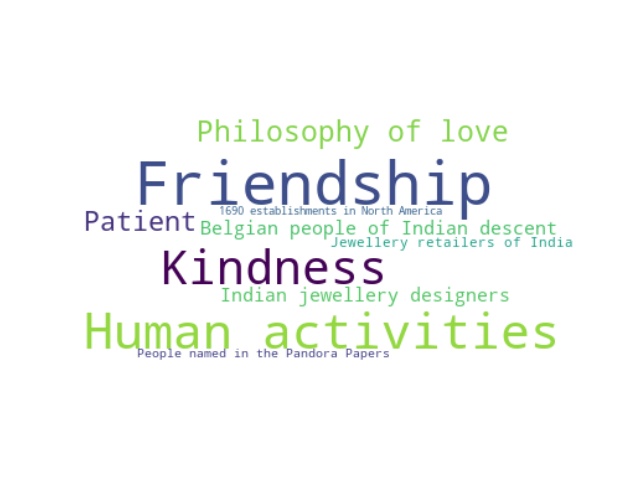 Philosophy of love
Friendship
1690 establishments in North America
Patient
Belgian people of Indian descent
Jewellery retailers of India
Kindness
Indian jewellery designers
Human activities
People named in the Pandora Papers